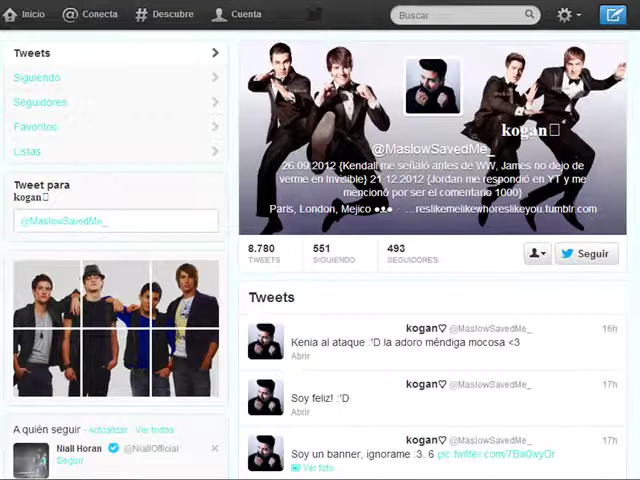 Inicio @ Conecta # Descubre Cuenta Buscar
Tweets
Siguiendo
Seguidores
Favoritos
Listas
Tweet para
kogan
@MaslowSavedMe_
A quién seguir · Actualizar · Ver todos
Niall Horan @NiallOfficial
Seguir
kogan
@MaslowSavedMe_
26.09.2012 {Kendall me señaló antes de WW, James no dejo de
verme en Invisible} 21.12.2012 {Jordan me respondió en YT y me
mencionó por ser el comentario 1000}
Paris, London, Mejico ●ᴥ● · ...reslikemelikewhoreslikeyou.tumblr.com
8.780 551 493
TWEETS SIGUIENDO SEGUIDORES
Seguir
Tweets
kogan♡ @MaslowSavedMe_ 16h
Kenia al ataque :'D la adoro méndiga mocosa <3
Abrir
kogan♡ @MaslowSavedMe_ 17h
Soy feliz! :'D
Abrir
kogan♡ @MaslowSavedMe_ 17h
Soy un banner, ignorame :3. 6 pic.twitter.com/7Bw0wyOr
Ver foto